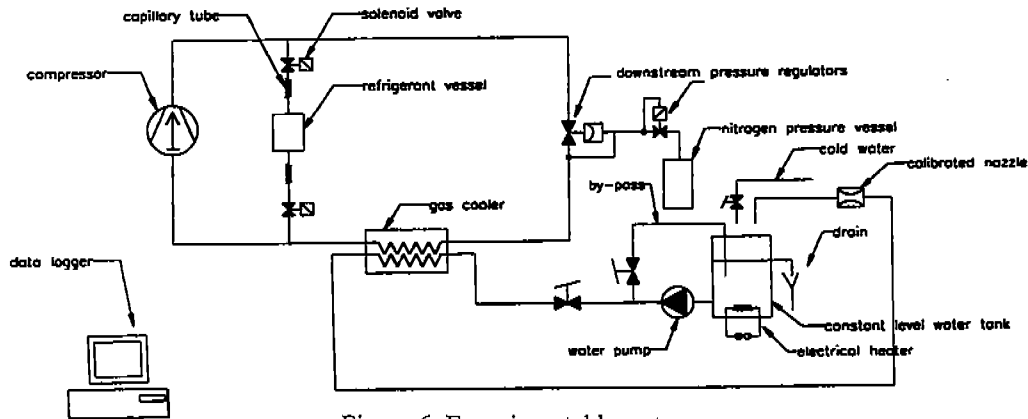 capillary tube
solenoid valve
compressor
refrigerant vessel
downstream pressure regulators
nitrogen pressure vessel
cold water
calibrated nozzle
by-pass
gas cooler
drain
data logger
constant level water tank
water pump
electrical heater